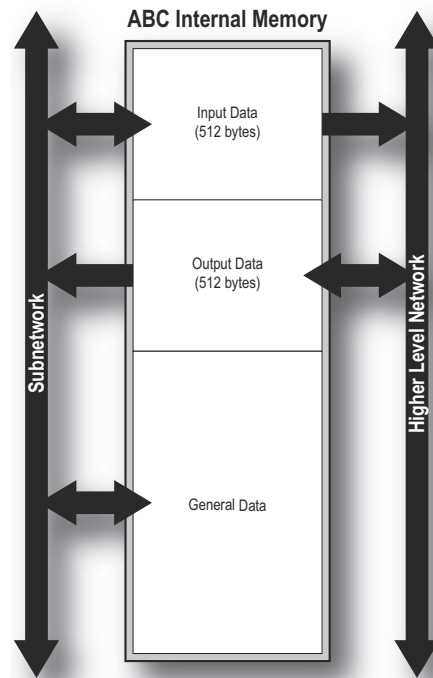 ABC Internal Memory
Input Data
(512 bytes)
Output Data
(512 bytes)
General Data
Subnetwork
Higher Level Network